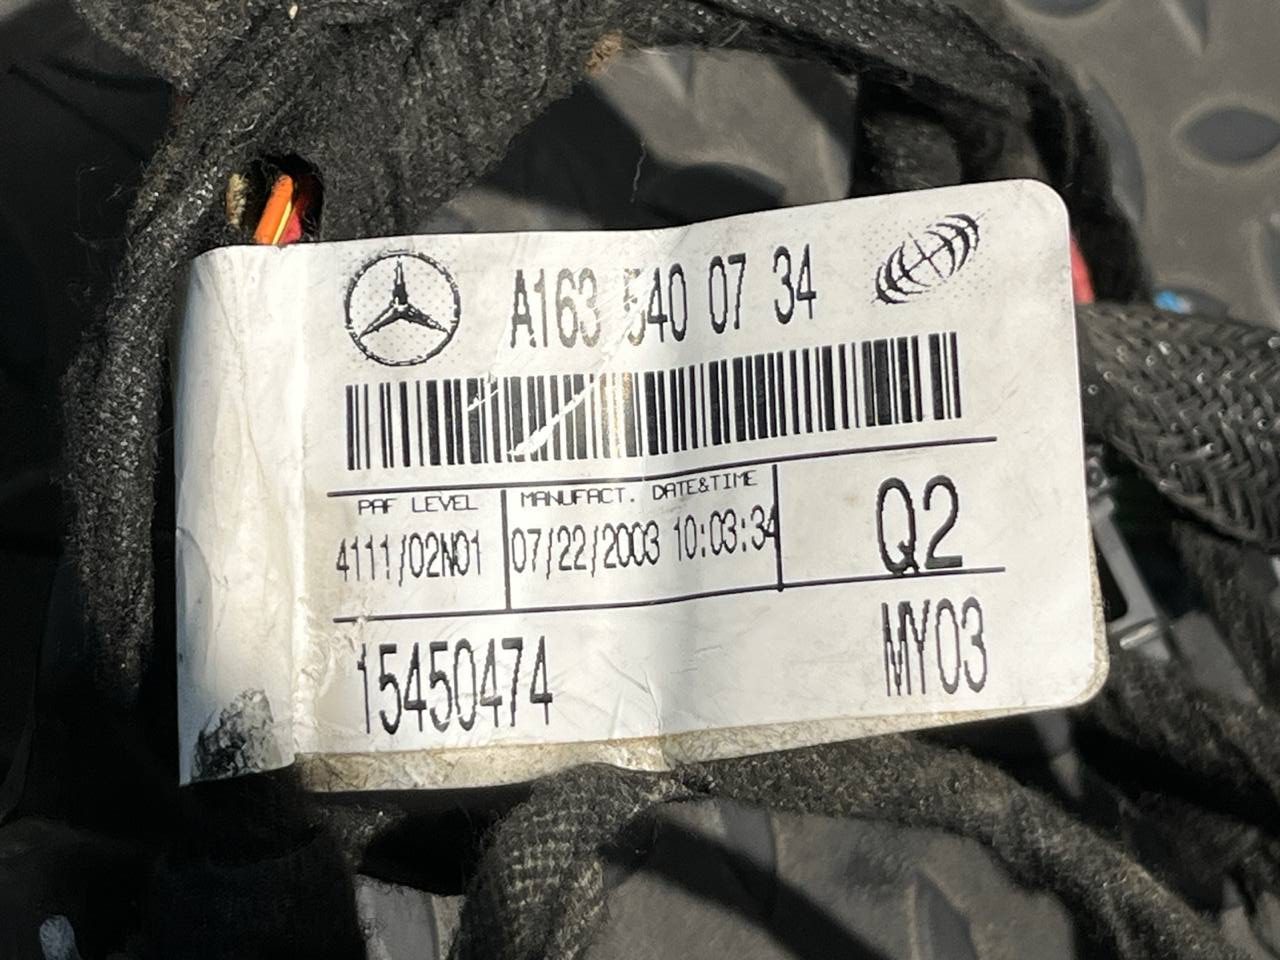 A163 540 07 34
PAF LEVEL
MANUFACT. DATE&TIME
4111/02N01
07/22/2003 10:03:34
Q2
15450474
MY03